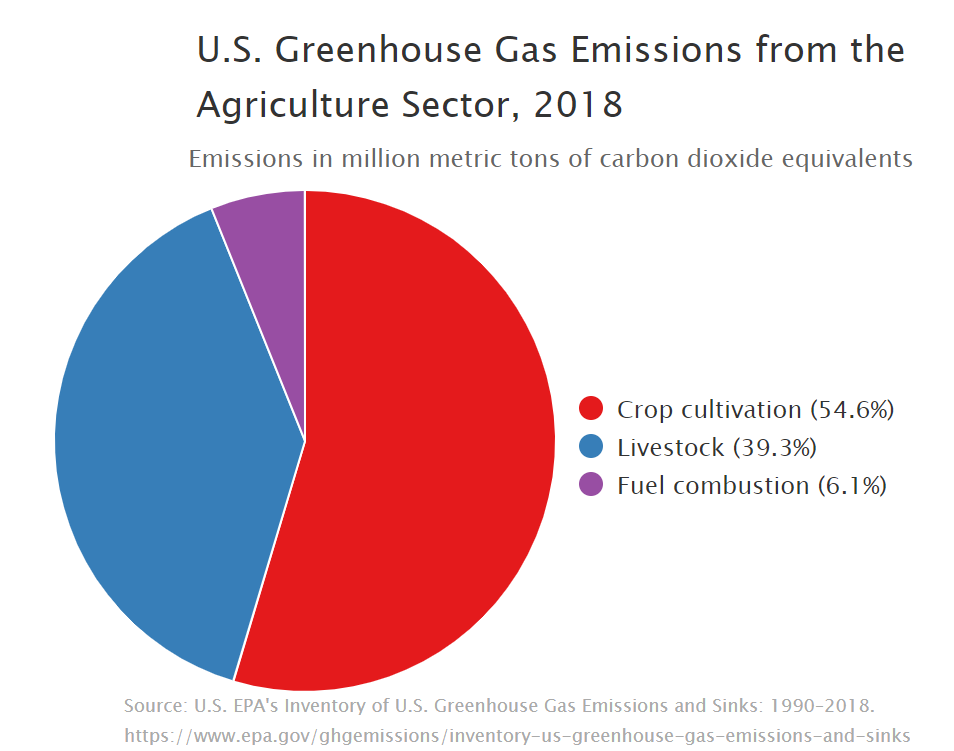 U.S. Greenhouse Gas Emissions from the
Agriculture Sector, 2018
Emissions in million metric tons of carbon dioxide equivalents
Crop cultivation (54.6%)
Livestock (39.3%)
Fuel combustion (6.1%)
Source: U.S. EPA's Inventory of U.S. Greenhouse Gas Emissions and Sinks: 1990-2018.
https://www.epa.gov/ghgemissions/inventory-us-greenhouse-gas-emissions-and-sinks